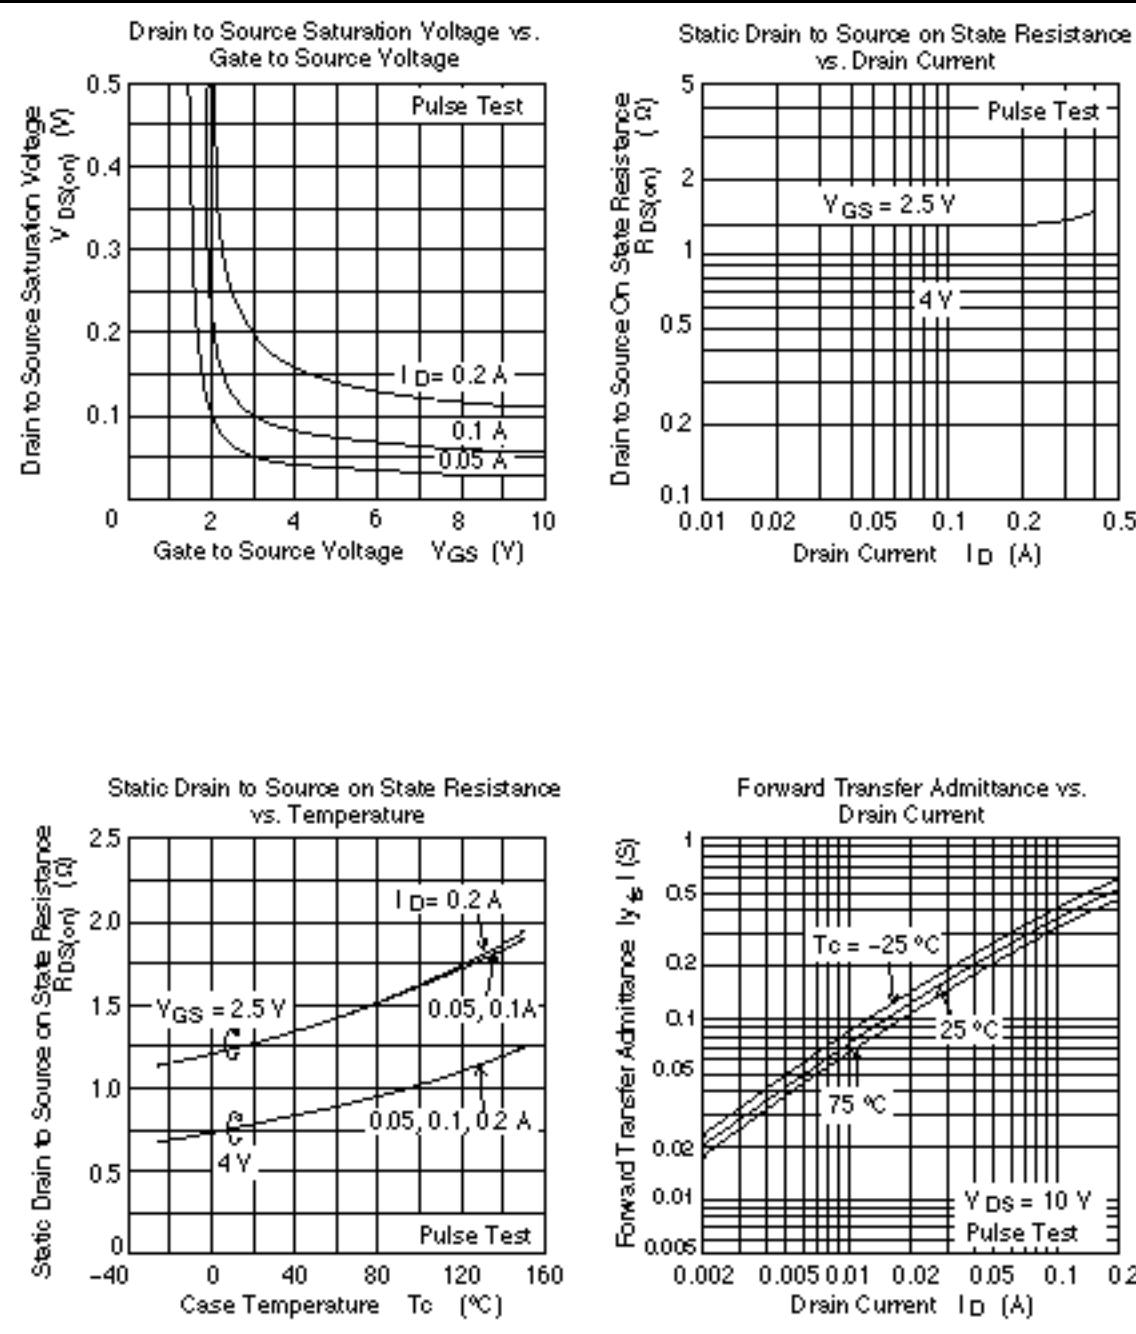 Drain to Source Saturation Voltage vs.
Gate to Source Voltage
Drain to Source Saturation Voltage
V DS(on) (V)
0.5
0.4
0.3
0.2
0.1
0
Pulse Test
I D = 0.2 A
0.1 A
0.05 A
2 4 6 8 10
Gate to Source Voltage V GS (V)
Static Drain to Source on State Resistance
vs. Drain Current
Drain to Source On State Resistance
R DS(on) (Ω)
5
2
1
0.5
0.2
0.1
Pulse Test
V GS = 2.5 V
4 V
0.01 0.02 0.05 0.1 0.2 0.5
Drain Current I D (A)
Static Drain to Source on State Resistance
vs. Temperature
Static Drain to Source on State Resistance
R DS(on) (Ω)
2.5
2.0
1.5
1.0
0.5
0
I D = 0.2 A
V GS = 2.5 V
0.05, 0.1A
0.05, 0.1, 0.2 A
4 V
Pulse Test
−40 0 40 80 120 160
Case Temperature Tc (ºC)
Forward Transfer Admittance vs.
Drain Current
Forward Transfer Admittance |y fs | (S)
1
0.5
0.2
0.1
0.05
0.02
0.01
0.005
Tc = −25 ºC
25 ºC
75 ºC
V DS = 10 V
Pulse Test
0.002 0.005 0.01 0.02 0.05 0.1 0.2
Drain Current I D (A)